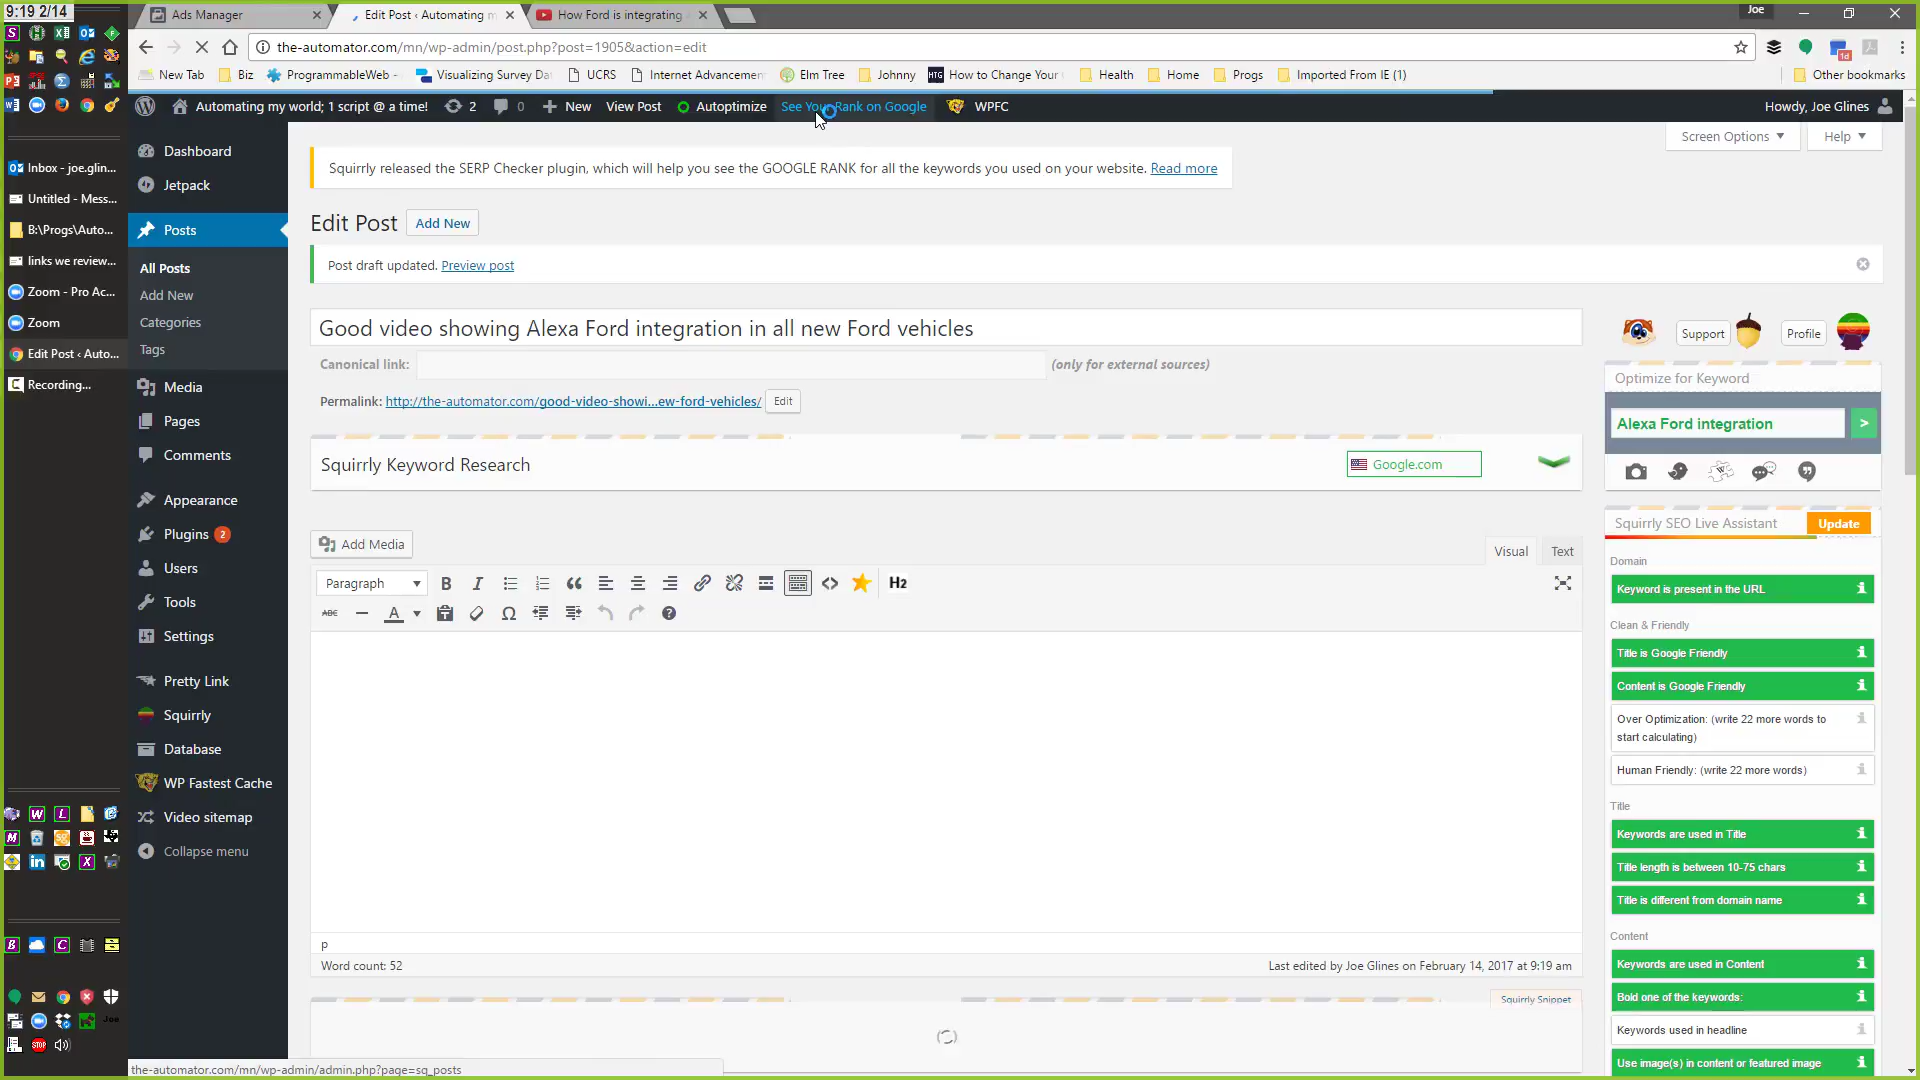 9:19 2/14
Ads Manager
Edit Post ‹ Automating m
How Ford is integrating
Joe
the-automator.com/mn/wp-admin/post.php?post=1905&action=edit
New Tab
Biz
ProgrammableWeb -
Visualizing Survey Da
UCRS
Internet Advancemen
Elm Tree
Johnny
HTG
How to Change Your
Health
Home
Progs
Imported From IE (1)
Other bookmarks
Automating my world; 1 script @ a time!
2
0
New
View Post
Autoptimize
See Your Rank on Google
WPFC
Howdy, Joe Glines
Screen Options
Help
Inbox - joe.glin...
Untitled - Mess...
B:\Progs\Auto...
links we review...
Zoom - Pro Ac...
Zoom
Edit Post ‹ Auto...
Recording...
Dashboard
Jetpack
Posts
All Posts
Add New
Categories
Tags
Media
Pages
Comments
Appearance
Plugins 2
Users
Tools
Settings
Pretty Link
Squirrly
Database
WP Fastest Cache
Video sitemap
Collapse menu
Squirrly released the SERP Checker plugin, which will help you see the GOOGLE RANK for all the keywords you used on your website. Read more
Edit Post
Add New
Post draft updated. Preview post
Good video showing Alexa Ford integration in all new Ford vehicles
Canonical link:
(only for external sources)
Permalink: http://the-automator.com/good-video-showi...ew-ford-vehicles/
Edit
Squirrly Keyword Research
Google.com
Add Media
Visual
Text
Paragraph
B
I
H2
ABC
A
p
Word count: 52
Last edited by Joe Glines on February 14, 2017 at 9:19 am
Squirrly Snippet
Support
Profile
Optimize for Keyword
Alexa Ford integration
>
Squirrly SEO Live Assistant
Update
Domain
Keyword is present in the URL
Clean & Friendly
Title is Google Friendly
Content is Google Friendly
Over Optimization: (write 22 more words to
start calculating)
Human Friendly: (write 22 more words)
Title
Keywords are used in Title
Title length is between 10-75 chars
Title is different from domain name
Content
Keywords are used in Content
Bold one of the keywords:
Keywords used in headline
Use image(s) in content or featured image
the-automator.com/mn/wp-admin/admin.php?page=sq_posts